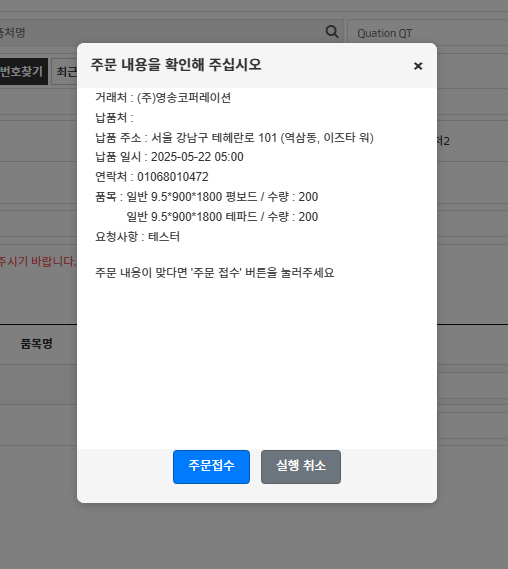 품처명
Quation QT
번호찾기
최근
주문 내용을 확인해 주십시오
×
거래처 : (주)영송코퍼레이션
납품처 :
납품 주소 : 서울 강남구 테헤란로 101 (역삼동, 이즈타 워)
처2
납품 일시 : 2025-05-22 05:00
연락처 : 01068010472
품목 : 일반 9.5*900*1800 평보드 / 수량 : 200
일반 9.5*900*1800 테파드 / 수량 : 200
요청사항 : 테스터
주시기 바랍니다.
주문 내용이 맞다면 '주문 접수' 버튼을 눌러주세요
품목명
주문접수
실행 취소